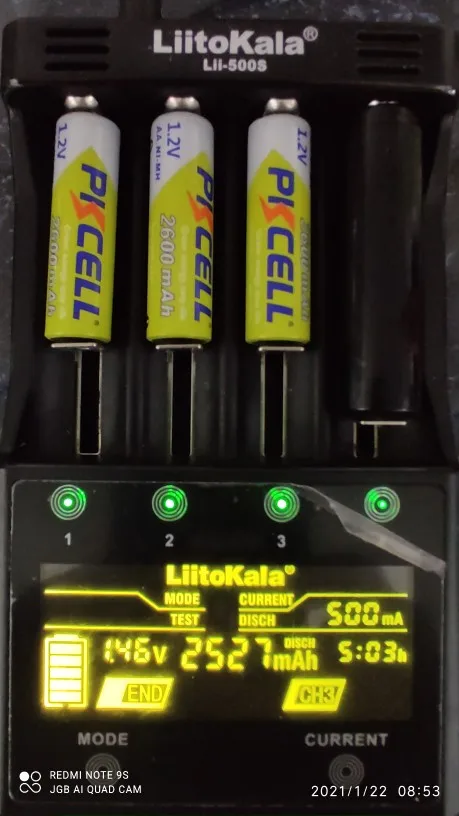 LiitoKala®
Lii-500S
1.2V
PKCELL
2600mAh
1.2V
AA NI-MH
PKCELL
2600mAh
1.2V
PKCELL
1
2
3
LiitoKala®
MODE
CURRENT
500mA
TEST
DISCH
1.46V
2527mAh
DISCH
5:03h
END
CH3
MODE
CURRENT
REDMI NOTE 9S
JGB AI QUAD CAM
2021/1/22 08:53